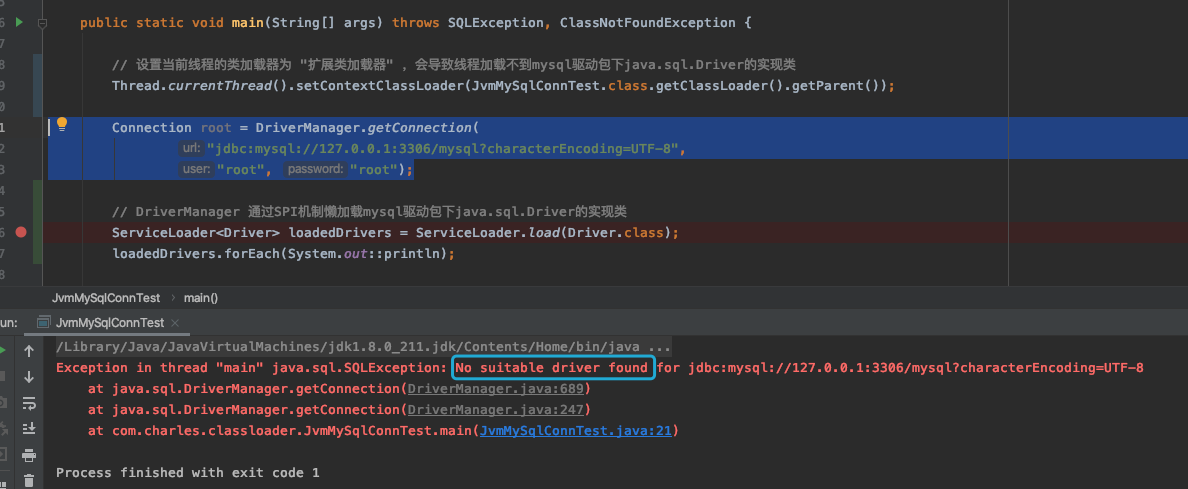 6 public static void main(String[] args) throws SQLException, ClassNotFoundException {
7
8 // 设置当前线程的类加载器为 "扩展类加载器" ，会导致线程加载不到mysql驱动包下java.sql.Driver的实现类
9 Thread.currentThread().setContextClassLoader(JvmMySqlConnTest.class.getClassLoader().getParent());
0
1 Connection root = DriverManager.getConnection(
2 url: "jdbc:mysql://127.0.0.1:3306/mysql?characterEncoding=UTF-8",
3 user: "root", password: "root");
4
5 // DriverManager 通过SPI机制懒加载mysql驱动包下java.sql.Driver的实现类
6 ServiceLoader<Driver> loadedDrivers = ServiceLoader.load(Driver.class);
7 loadedDrivers.forEach(System.out::println);
8
JvmMySqlConnTest › main()
un: JvmMySqlConnTest ×
/Library/Java/JavaVirtualMachines/jdk1.8.0_211.jdk/Contents/Home/bin/java ...
Exception in thread "main" java.sql.SQLException: No suitable driver found for jdbc:mysql://127.0.0.1:3306/mysql?characterEncoding=UTF-8
at java.sql.DriverManager.getConnection(DriverManager.java:689)
at java.sql.DriverManager.getConnection(DriverManager.java:247)
at com.charles.classloader.JvmMySqlConnTest.main(JvmMySqlConnTest.java:21)
Process finished with exit code 1